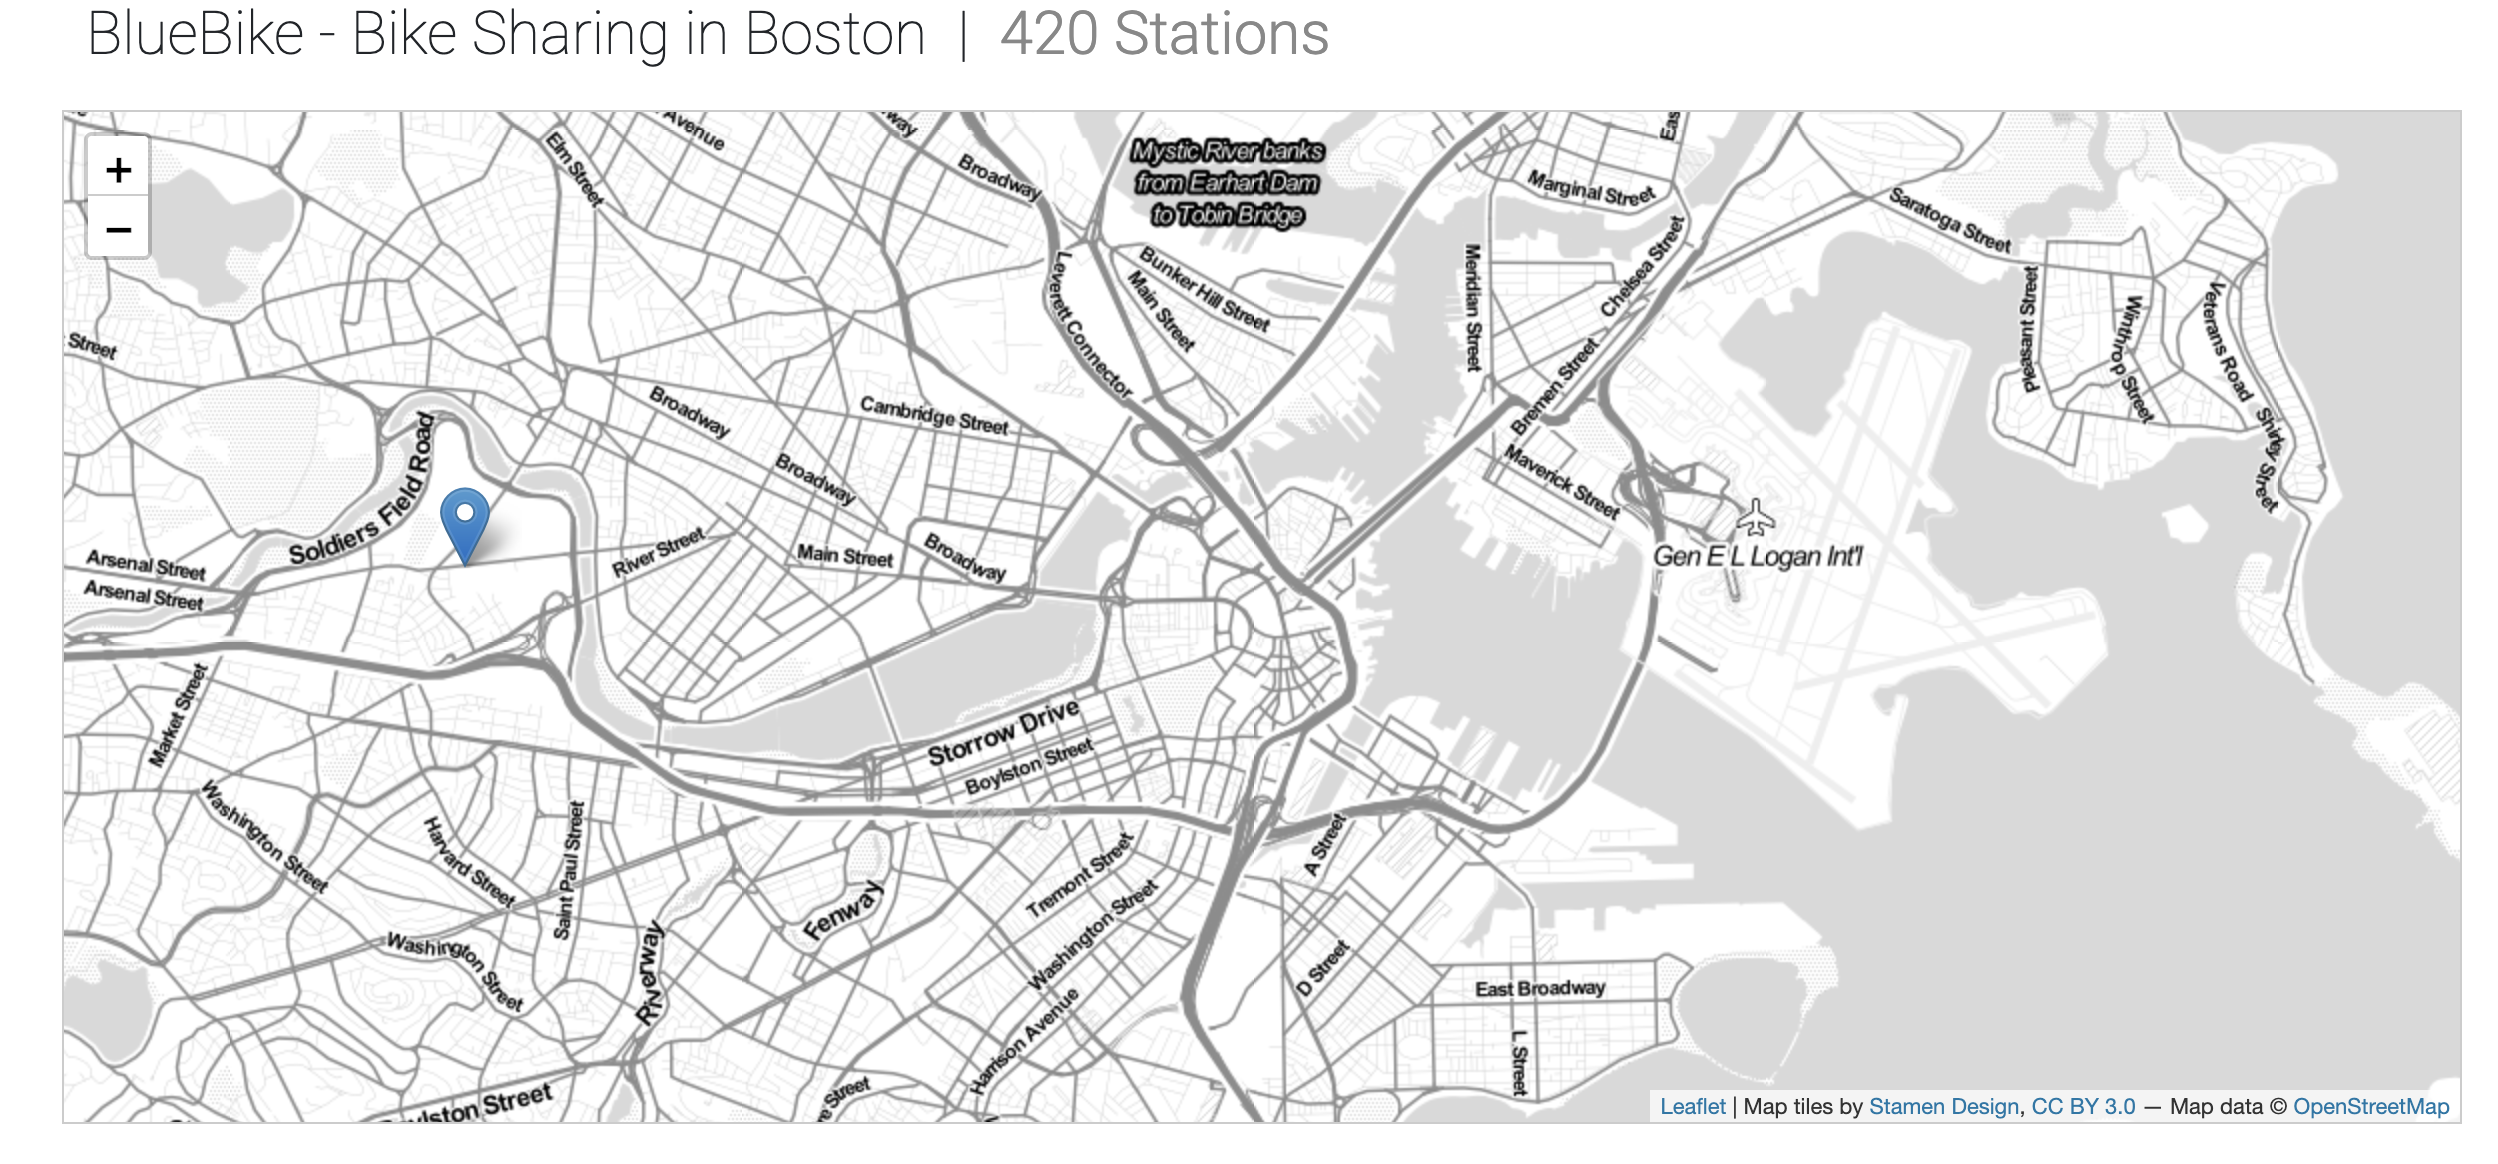 BlueBike - Bike Sharing in Boston | 420 Stations
+
−
Avenue
Elm Street
Broadway
Mystic River banks
from Earhart Dam
to Tobin Bridge
Marginal Street
Saratoga Street
Bunker Hill Street
Main Street
Leverett Connector
Meridian Street
Chelsea Street
Pleasant Street
Winthrop Street
Veterans Road
Shirley Street
Street
Bremen Street
Broadway
Cambridge Street
Soldiers Field Road
Broadway
Maverick Street
Gen E L Logan Int'l
Arsenal Street
Arsenal Street
River Street
Main Street
Broadway
Market Street
Storrow Drive
Boylston Street
Washington Street
Harvard Street
Saint Paul Street
Fenway
Tremont Street
Washington Street
A Street
Washington Street
Riverway
D Street
East Broadway
Harrison Avenue
L Street
ylston Street
re Street
Leaflet | Map tiles by Stamen Design, CC BY 3.0 — Map data © OpenStreetMap